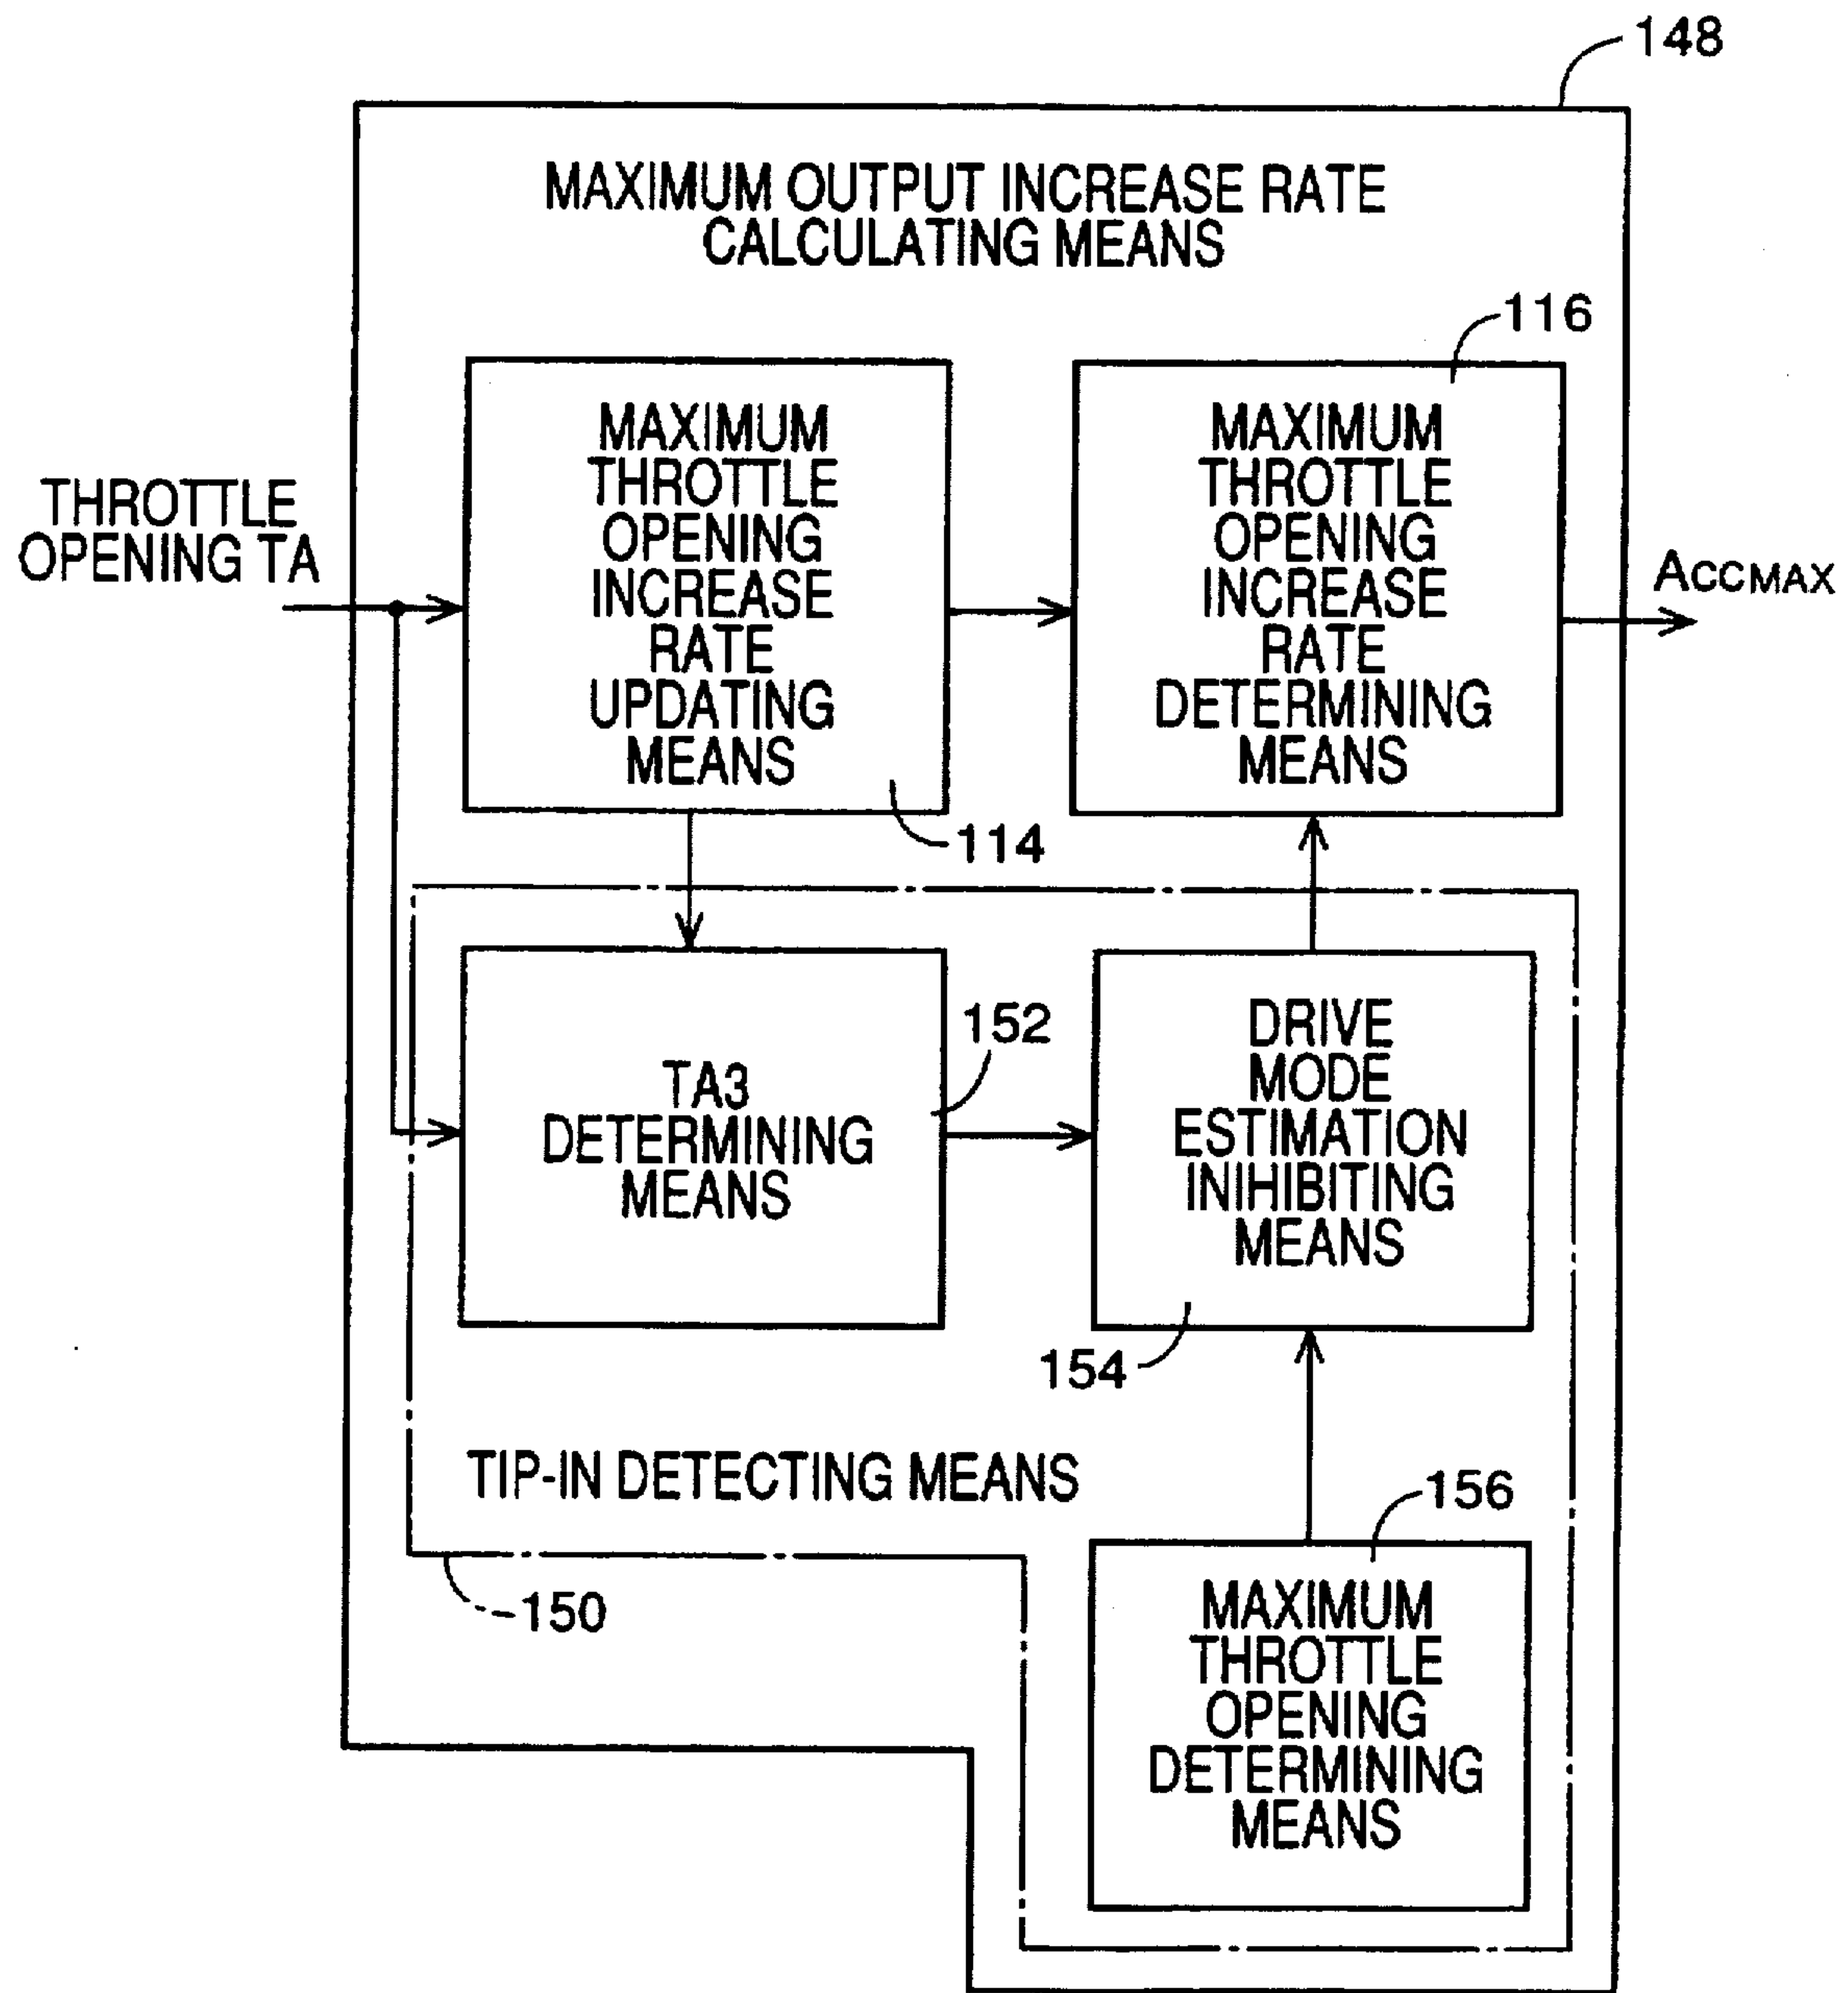 148
MAXIMUM OUTPUT INCREASE RATE
CALCULATING MEANS
116
MAXIMUM
THROTTLE
OPENING
INCREASE
RATE
UPDATING
MEANS
MAXIMUM
THROTTLE
OPENING
INCREASE
RATE
DETERMINING
MEANS
THROTTLE
OPENING TA
ACCMAX
114
TA3
DETERMINING
MEANS
152
DRIVE
MODE
ESTIMATION
INIHIBITING
MEANS
154
TIP-IN DETECTING MEANS
156
150
MAXIMUM
THROTTLE
OPENING
DETERMINING
MEANS